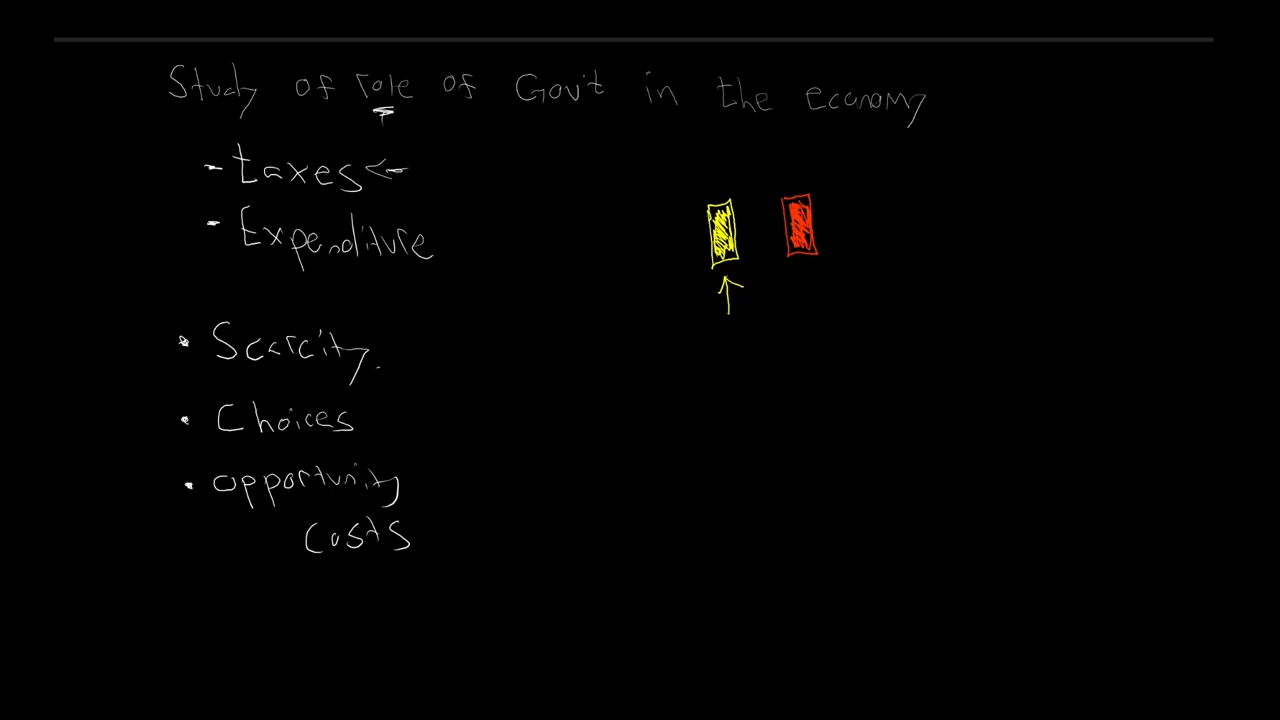 Study of role of Gov't in the economy
- taxes ←
- Expenditure
• Scarcity.
• Choices
• opportunity
costs